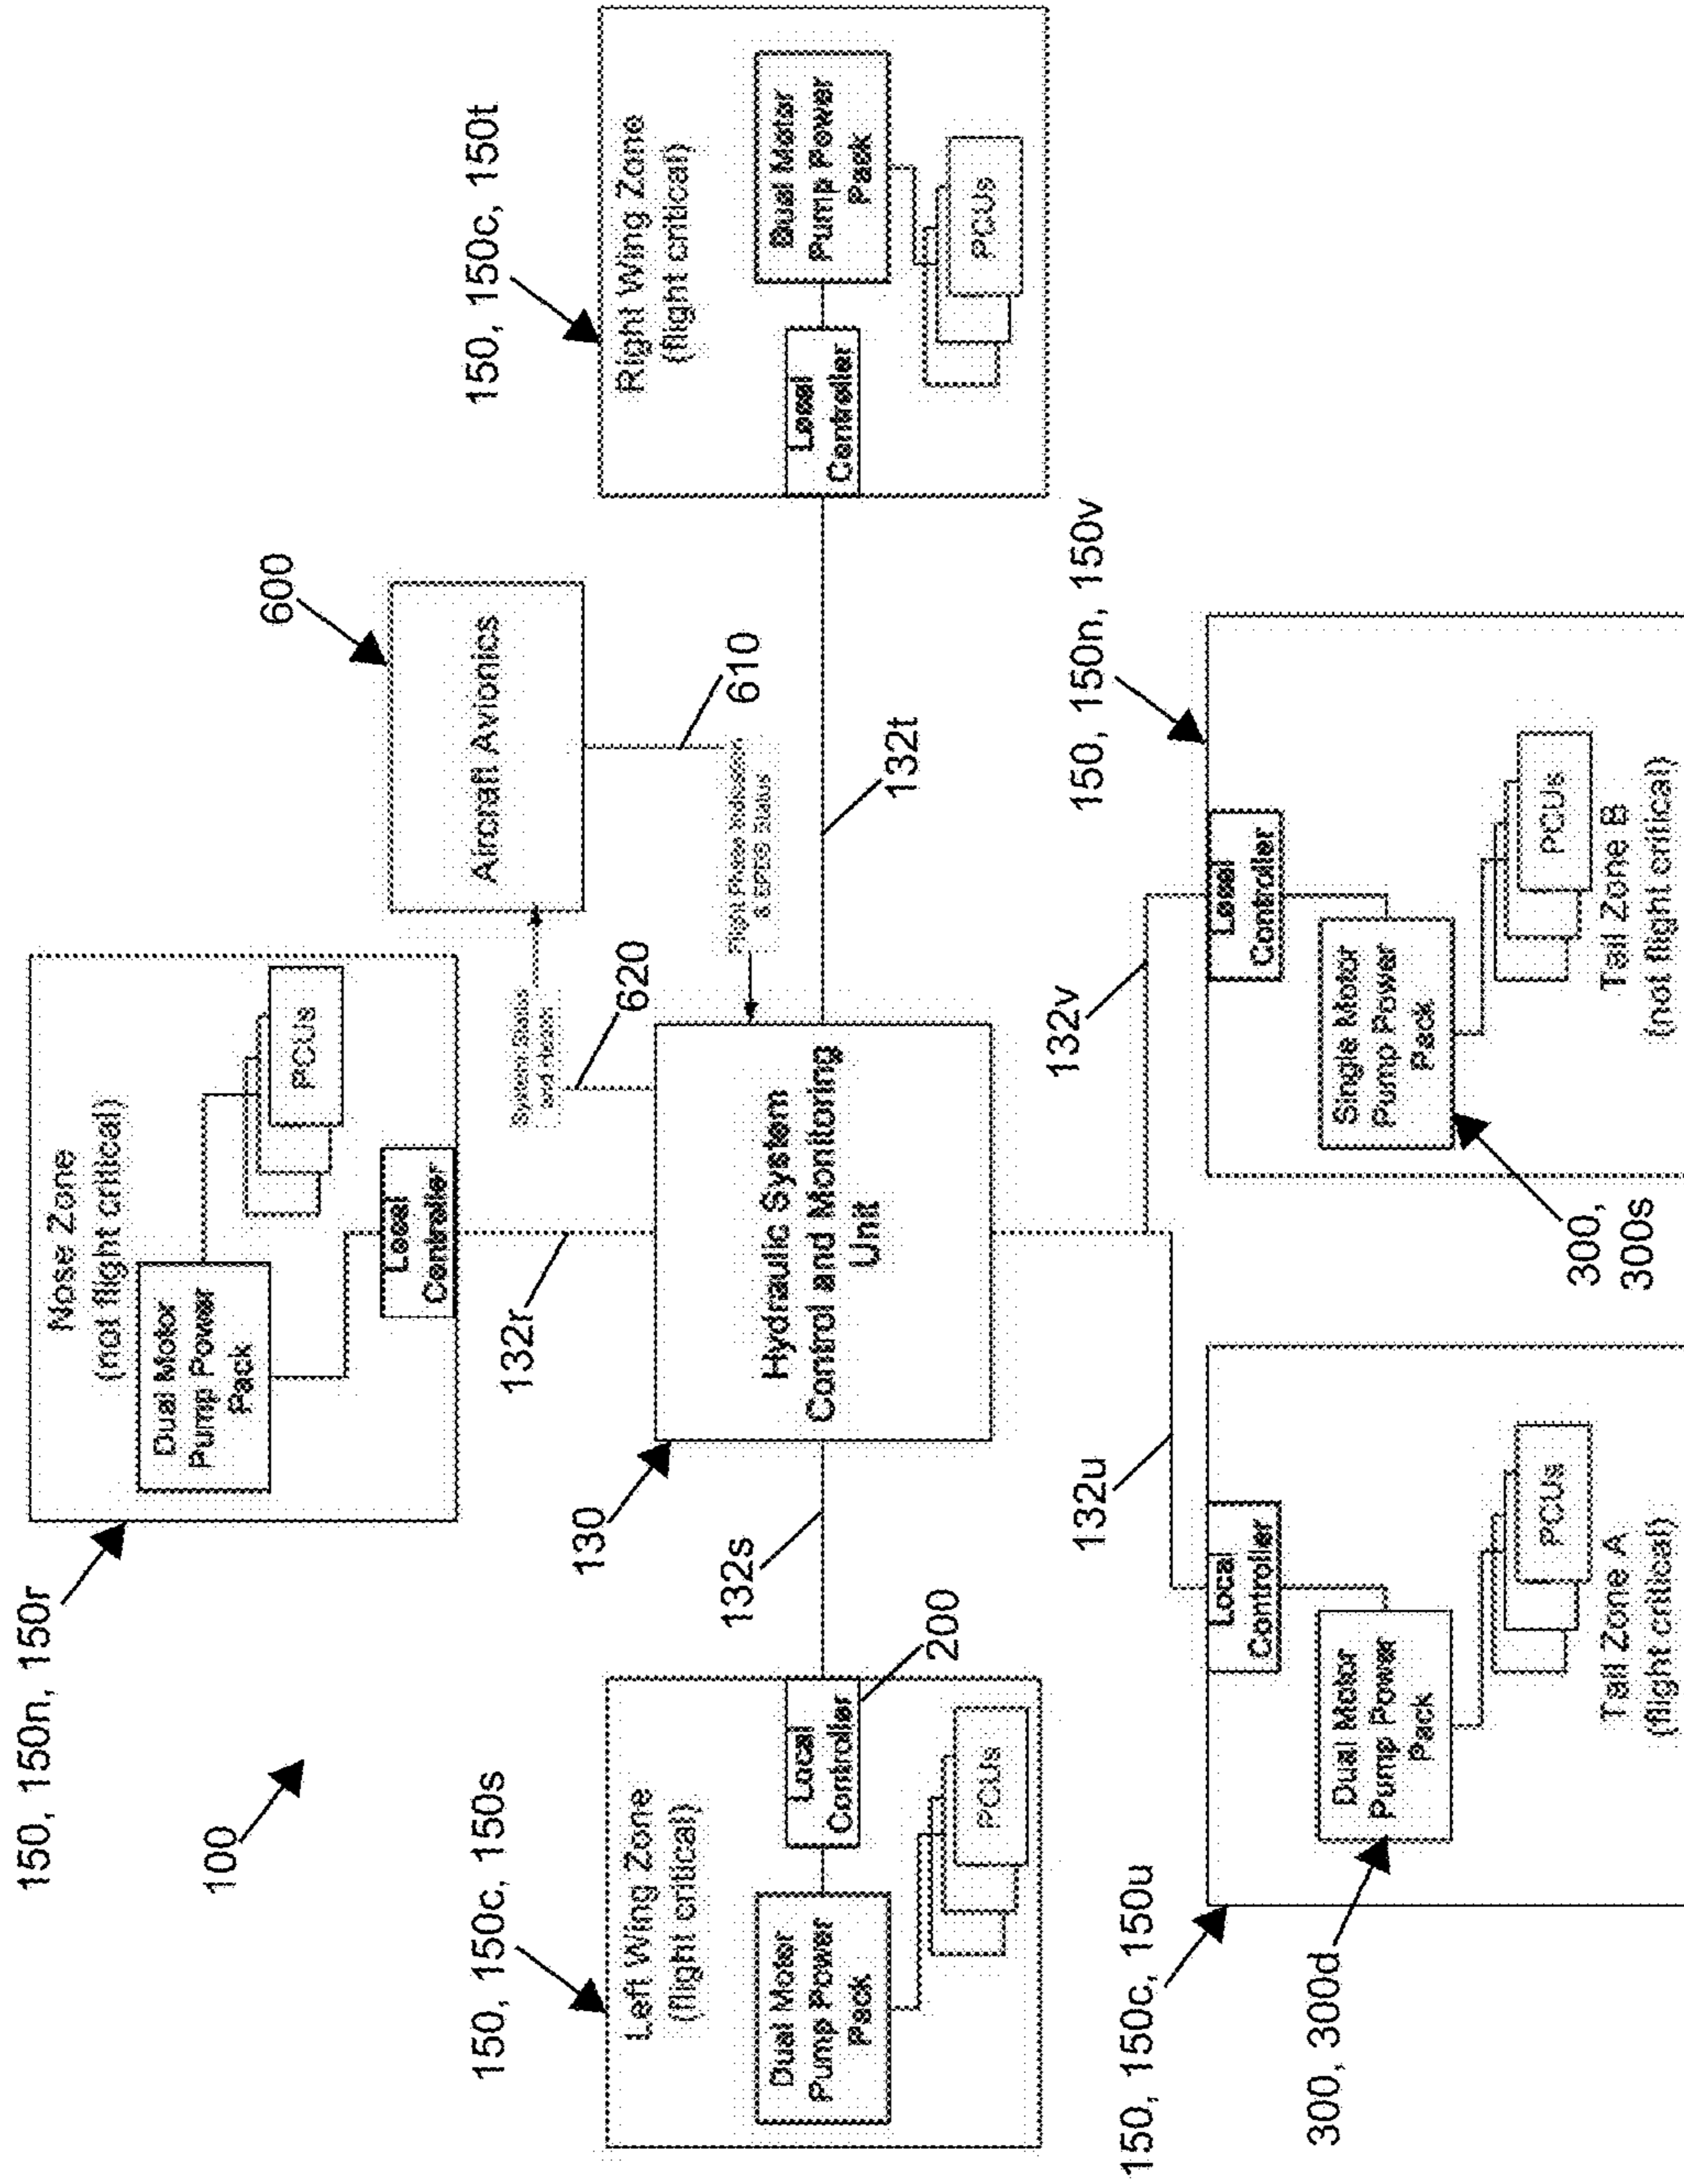 150, 150n, 150r
Nose Zone
(not flight critical)
Dual Motor
Pump Power
Pack
PCUs
Local
Controller
100
132r
600
Aircraft Avionics
System Status
and Health
620
610
Flight Phase Indication
& EPDS Status
150, 150c, 150s
Left Wing Zone
(flight critical)
Dual Motor
Pump Power
Pack
Local
Controller
PCUs
200
132s
130
Hydraulic System
Control and Monitoring
Unit
132t
150, 150c, 150t
Right Wing Zone
(flight critical)
Local
Controller
Dual Motor
Pump Power
Pack
PCUs
150, 150c, 150u
132u
Local
Controller
Dual Motor
Pump Power
Pack
300, 300d
PCUs
Tail Zone A
(flight critical)
132v
150, 150n, 150v
Local
Controller
Single Motor
Pump Power
Pack
300,
300s
PCUs
Tail Zone B
(not flight critical)